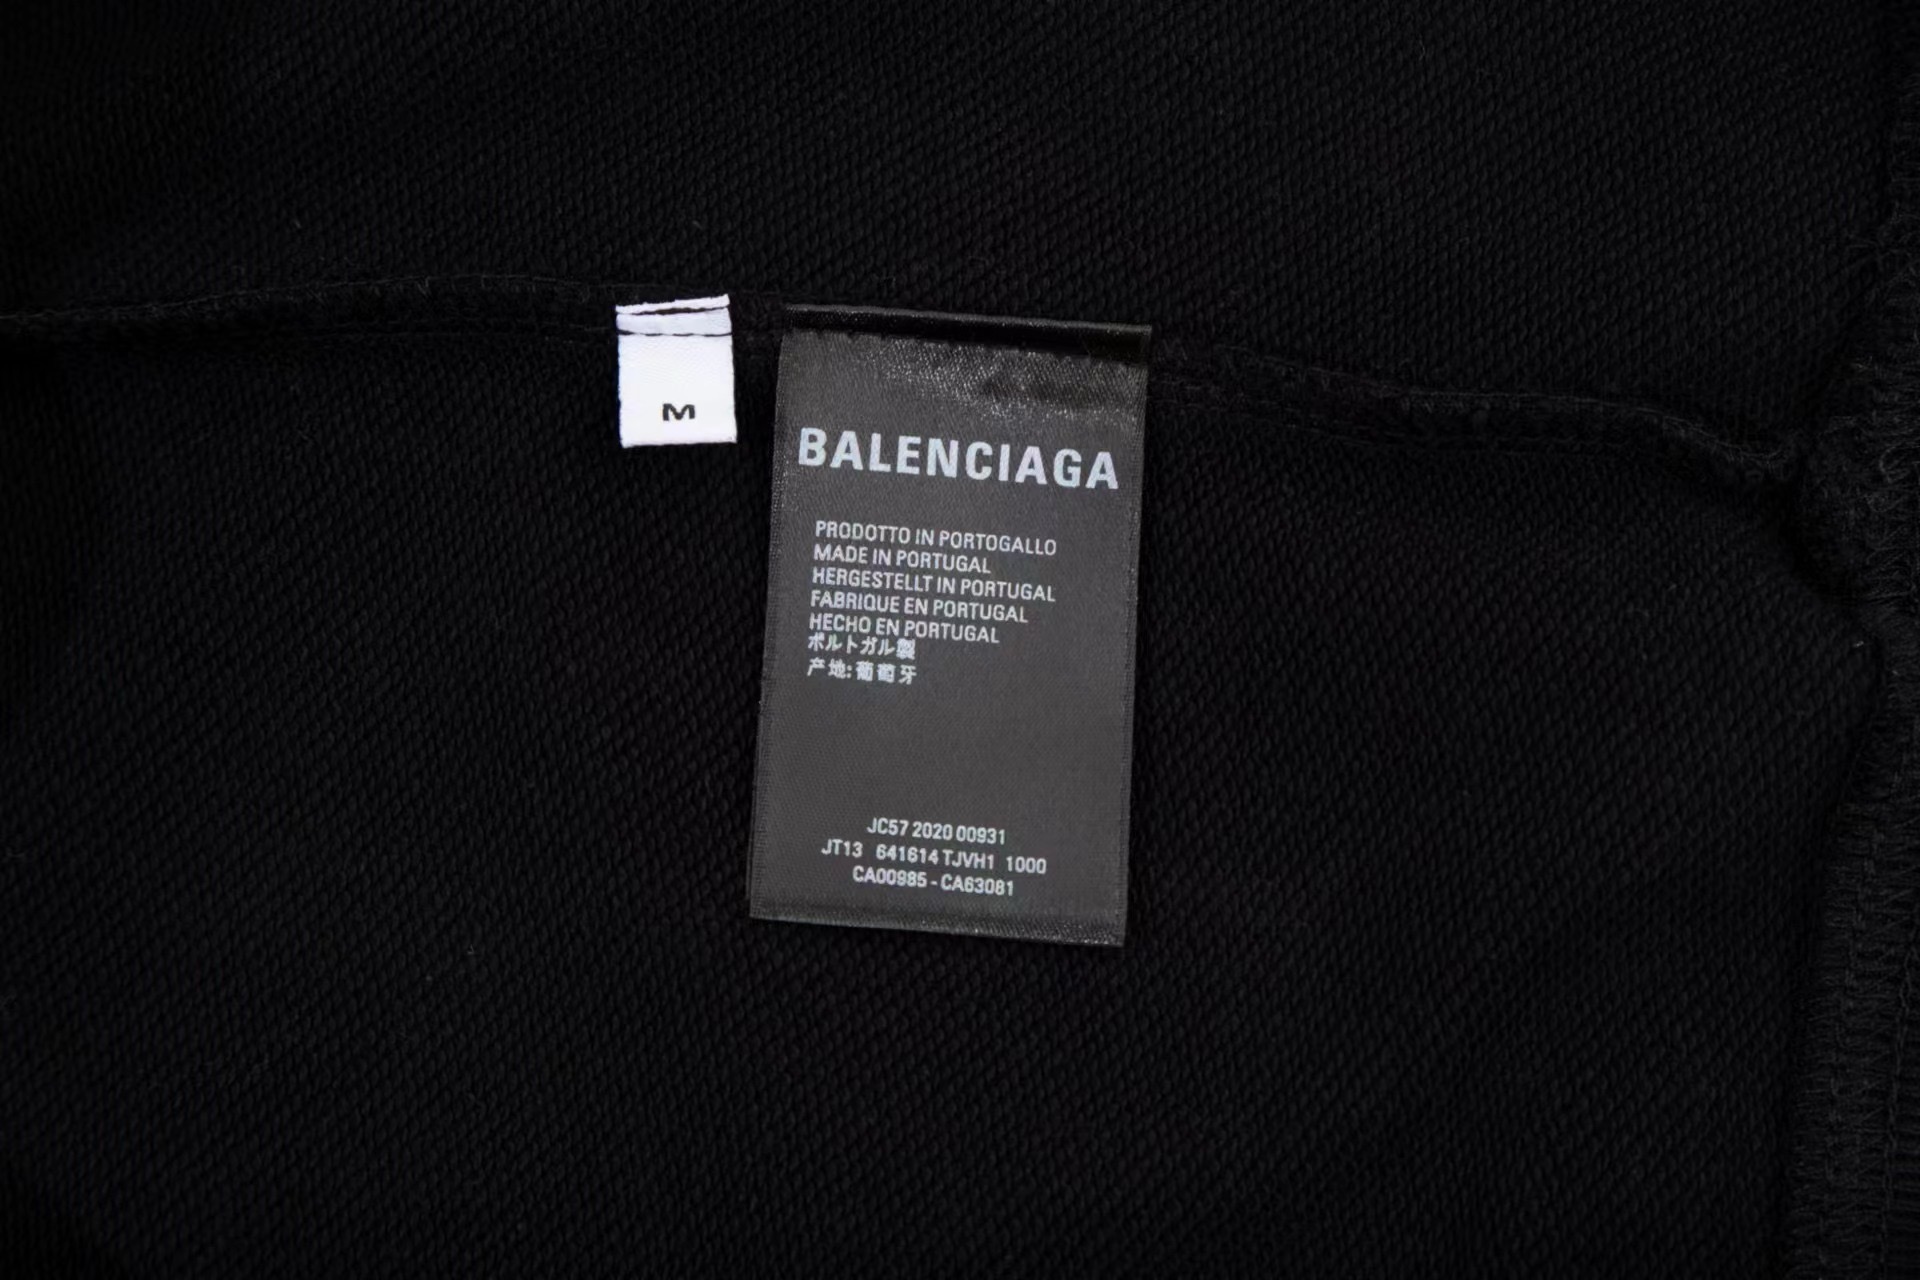 M
BALENCIAGA
PRODOTTO IN PORTOGALLO
MADE IN PORTUGAL
HERGESTELLT IN PORTUGAL
FABRIQUE EN PORTUGAL
HECHO EN PORTUGAL
ポルトガル製
产地:葡萄牙
JC57 2020 00931
JT13 641614 TJVH1 1000
CA00985 - CA63081